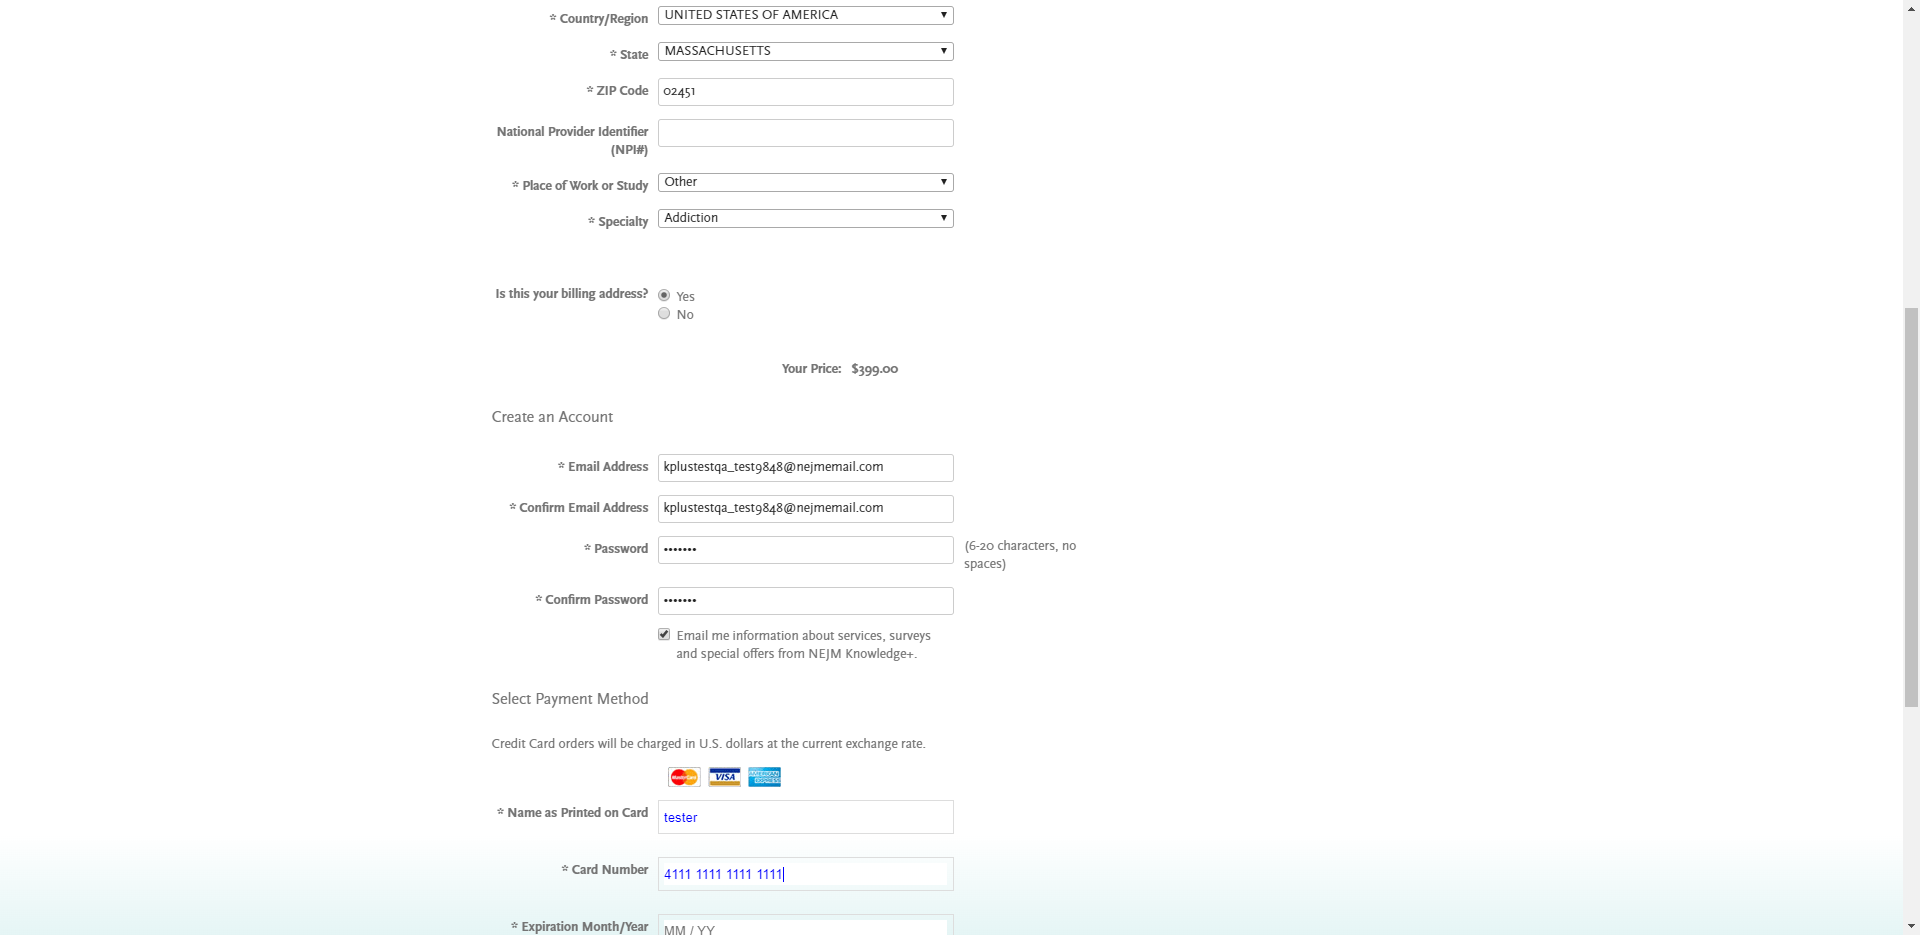 * Country/Region UNITED STATES OF AMERICA
* State MASSACHUSETTS
* ZIP Code 02451
National Provider Identifier
(NPI#)
* Place of Work or Study Other
* Specialty Addiction
Is this your billing address? Yes
No
Your Price: $399.00
Create an Account
* Email Address kplustestqa_test9848@nejmemail.com
* Confirm Email Address kplustestqa_test9848@nejmemail.com
* Password ••••••• (6-20 characters, no
spaces)
* Confirm Password •••••••
Email me information about services, surveys
and special offers from NEJM Knowledge+.
Select Payment Method
Credit Card orders will be charged in U.S. dollars at the current exchange rate.
MasterCard VISA AMERICAN EXPRESS
* Name as Printed on Card tester
* Card Number 4111 1111 1111 1111
* Expiration Month/Year MM / YY